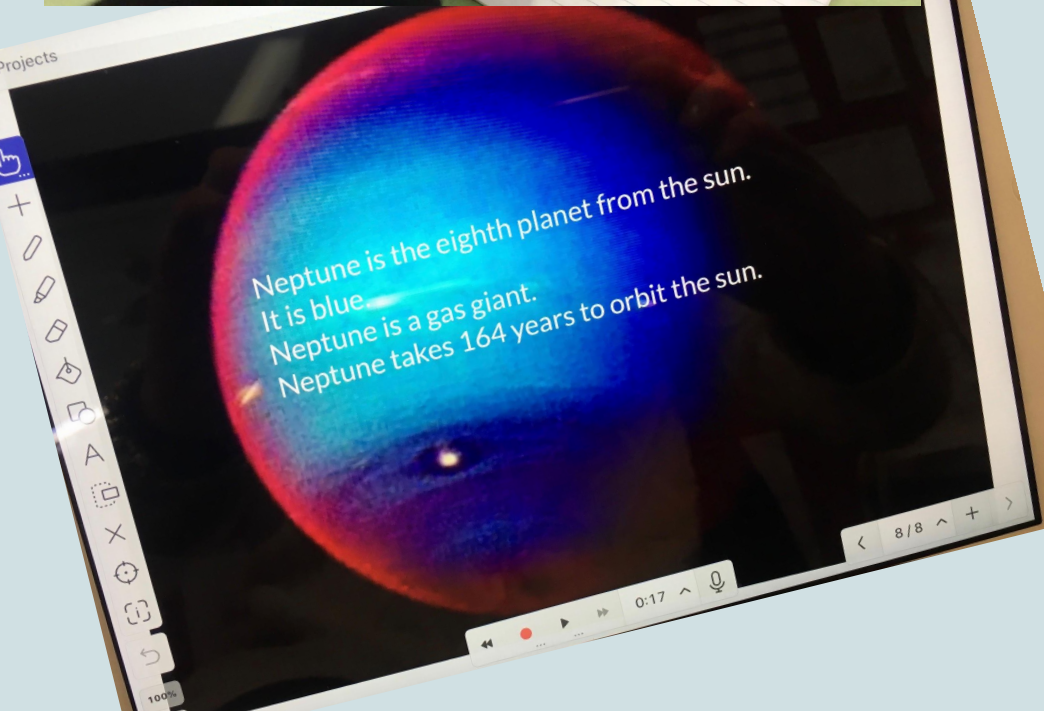 Projects
Neptune is the eighth planet from the sun.
It is blue.
Neptune is a gas giant.
Neptune takes 164 years to orbit the sun.
8/8
0:17
100%